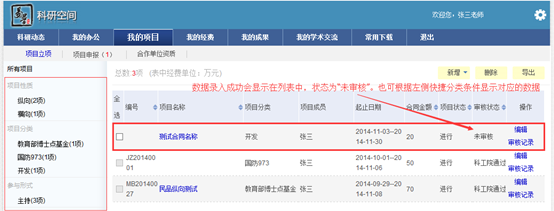 科研空间
欢迎您，张三老师
科研动态 我的办公 我的项目 我的经费 我的成果 我的学术交流 常用下载 退出
项目立项 项目申报（1） 合作单位资质
所有项目
总数:3项 （表中经费单位：万元）
新增 删除 导出
项目性质
纵向(2项)
横向(1项)
项目分类
教育部博士点基金(1项)
国防973(1项)
开发(1项)
参与形式
主持(3项)
数据录入成功会显示在列表中，状态为"未审核"。也可根据左侧快捷分类条件显示对应的数据
全选 编号 项目名称 项目分类 项目成员 起止日期 合同金额 项目状态 审核状态 操作
测试合同名称 开发 张三 2014-11-03--2014-11-30 20 进行 未审核 编辑 审核记录
JZ20140001 国防973 张三 2014-10-01--2014-11-06 50 进行 科工院通过 编辑 审核记录
MB20140027 民品纵向测试 教育部博士点基金 张三 2014-09-29--2014-11-08 70 进行 科工院通过 编辑 审核记录